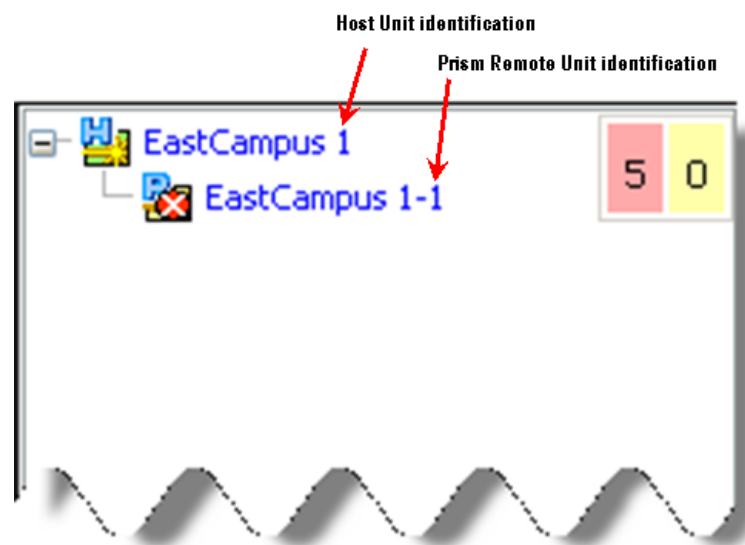 Host Unit identification
Prism Remote Unit identification
H EastCampus 1
5 0
P EastCampus 1-1